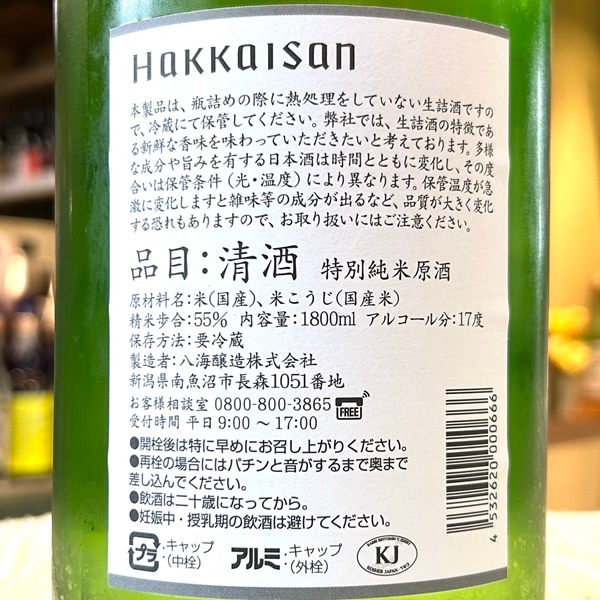 HAKKAISAN
本製品は、瓶詰めの際に熱処理をしていない生詰酒ですの
で、冷蔵にて保管してください。弊社では、生詰酒の特徴であ
る新鮮な香味を味わっていただきたいと考えております。多様
な成分や旨みを有する日本酒は時間とともに変化し、その度
合いは保管条件(光・温度)により異なります。保管温度が急
激に変化しますと雑味等の成分が出るなど、品質が大きく変化
する恐れもありますので、お取り扱いにはご注意ください。
品目:清酒 特別純米原酒
原材料名:米(国産)、米こうじ(国産米)
精米歩合:55% 内容量:1800ml アルコール分:17度
保存方法:要冷蔵
製造者:八海醸造株式会社
新潟県南魚沼市長森1051番地
お客様相談室 0800-800-3865 FREE
受付時間 平日 9:00 〜 17:00
●開栓後は特に早めにお召し上がりください。
●再栓の場合にはパチンと音がするまで奥まで
差し込んでください。
●飲酒は二十歳になってから。
●妊娠中・授乳期の飲酒は避けてください。
プラ:キャップ(中栓) アルミ:キャップ(外栓) KJ
KOSHER JAPAN
4 532620 000666